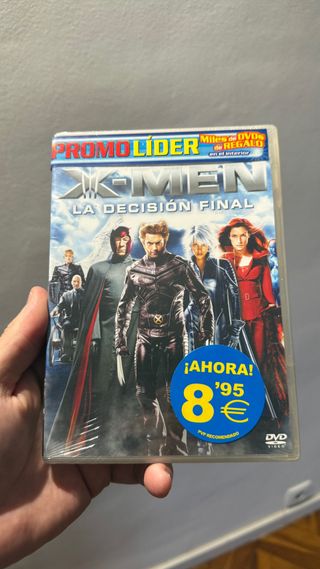 PROMO LÍDER
Miles de DVDs
de REGALO
en el interior
X-MEN
LA DECISIÓN FINAL
¡AHORA!
8'95
€
PVP RECOMENDADO
DVD
VIDEO